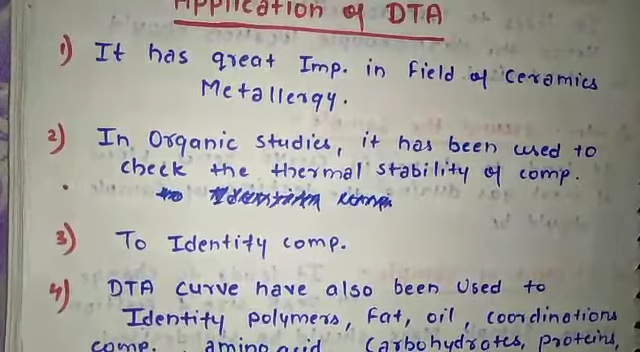 Application of DTA
1) It has great Imp. in field of ceramics
Metallergy.
2) In Organic studies, it has been used to
check the thermal stability of comp.
3) To Identity comp.
4) DTA curve have also been used to
Identity polymers, Fat, oil, coordinations
comp. amino acid Carbohydrates, proteins,